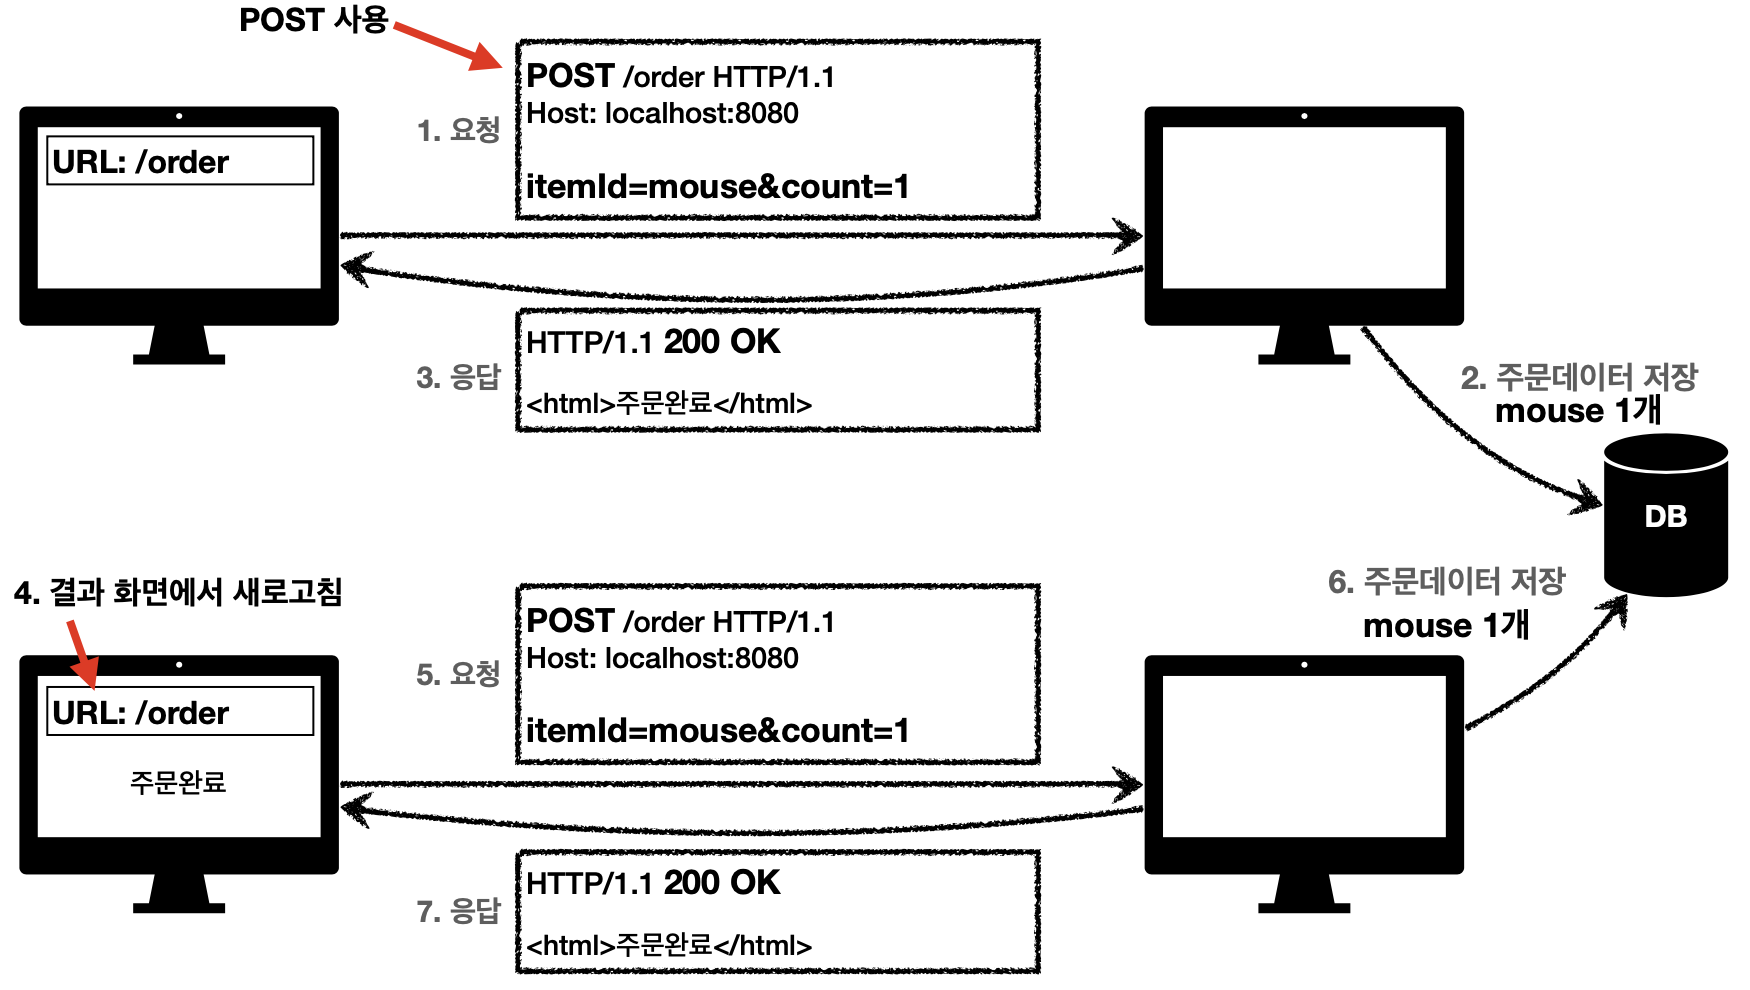 POST 사용
POST /order HTTP/1.1
Host: localhost:8080
1. 요청
itemId=mouse&count=1
URL: /order
HTTP/1.1 200 OK
3. 응답
<html>주문완료</html>
2. 주문데이터 저장
mouse 1개
DB
4. 결과 화면에서 새로고침
POST /order HTTP/1.1
Host: localhost:8080
5. 요청
itemId=mouse&count=1
6. 주문데이터 저장
mouse 1개
URL: /order
주문완료
HTTP/1.1 200 OK
7. 응답
<html>주문완료</html>